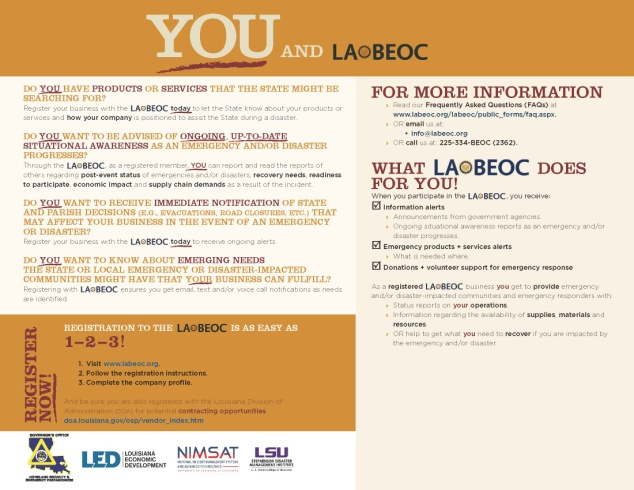 YOU AND LABEOC
DO YOU HAVE PRODUCTS OR SERVICES THAT THE STATE MIGHT BE
SEARCHING FOR?
Register your business with the LABEOC today to let the State know about your products or
services and how your company is positioned to assist the State during a disaster.
DO YOU WANT TO BE ADVISED OF ONGOING, UP-TO-DATE
SITUATIONAL AWARENESS AS AN EMERGENCY AND/OR DISASTER
PROGRESSES?
Through the LABEOC, as a registered member, YOU can report and read the reports of
others regarding post-event status of emergencies and/or disasters, recovery needs, readiness
to participate, economic impact and supply chain demands as a result of the incident.
DO YOU WANT TO RECEIVE IMMEDIATE NOTIFICATION OF STATE
AND PARISH DECISIONS (E.G., EVACUATIONS, ROAD CLOSURES, ETC.) THAT
MAY AFFECT YOUR BUSINESS IN THE EVENT OF AN EMERGENCY
OR DISASTER?
Register your business with the LABEOC today to receive ongoing alerts.
DO YOU WANT TO KNOW ABOUT EMERGING NEEDS
THE STATE OR LOCAL EMERGENCY OR DISASTER-IMPACTED
COMMUNITIES MIGHT HAVE THAT YOUR BUSINESS CAN FULFILL?
Registering with LABEOC ensures you get email, text and/or voice call notifications as needs
are identified.
REGISTER
NOW!
REGISTRATION TO THE LABEOC IS AS EASY AS
1–2–3!
1. Visit www.labeoc.org.
2. Follow the registration instructions.
3. Complete the company profile.
And be sure you are also registered with the Louisiana Division of
Administration (DOA) for potential contracting opportunities
doa.louisiana.gov/osp/vendor_index.htm
GOVERNOR'S OFFICE
HOMELAND SECURITY &
EMERGENCY PREPAREDNESS
LED LOUISIANA
ECONOMIC
DEVELOPMENT
NIMSAT
LSU
STEPHENSON DISASTER
MANAGEMENT INSTITUTE
FOR MORE INFORMATION
Read our Frequently Asked Questions (FAQs) at
www.labeoc.org/labeoc/public_forms/faq.aspx.
OR email us at:
• info@labeoc.org
OR call us at: 225-334-BEOC (2362).
WHAT LABEOC DOES
FOR YOU!
When you participate in the LABEOC, you receive:
Information alerts
Announcements from government agencies.
Ongoing situational awareness reports as an emergency and/or
disaster progresses.
Emergency products + services alerts
What is needed where.
Donations + volunteer support for emergency response
As a registered LABEOC business you get to provide emergency
and/or disaster-impacted communities and emergency responders with:
Status reports on your operations.
Information regarding the availability of supplies, materials and
resources.
OR help to get what you need to recover if you are impacted by
the emergency and/or disaster.